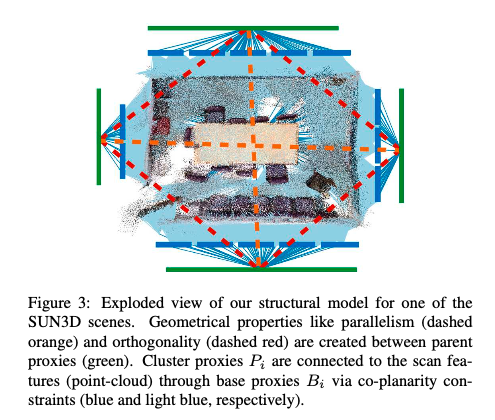 Figure 3: Exploded view of our structural model for one of the
SUN3D scenes. Geometrical properties like parallelism (dashed
orange) and orthogonality (dashed red) are created between parent
proxies (green). Cluster proxies Pi are connected to the scan fea-
tures (point-cloud) through base proxies Bi via co-planarity con-
straints (blue and light blue, respectively).